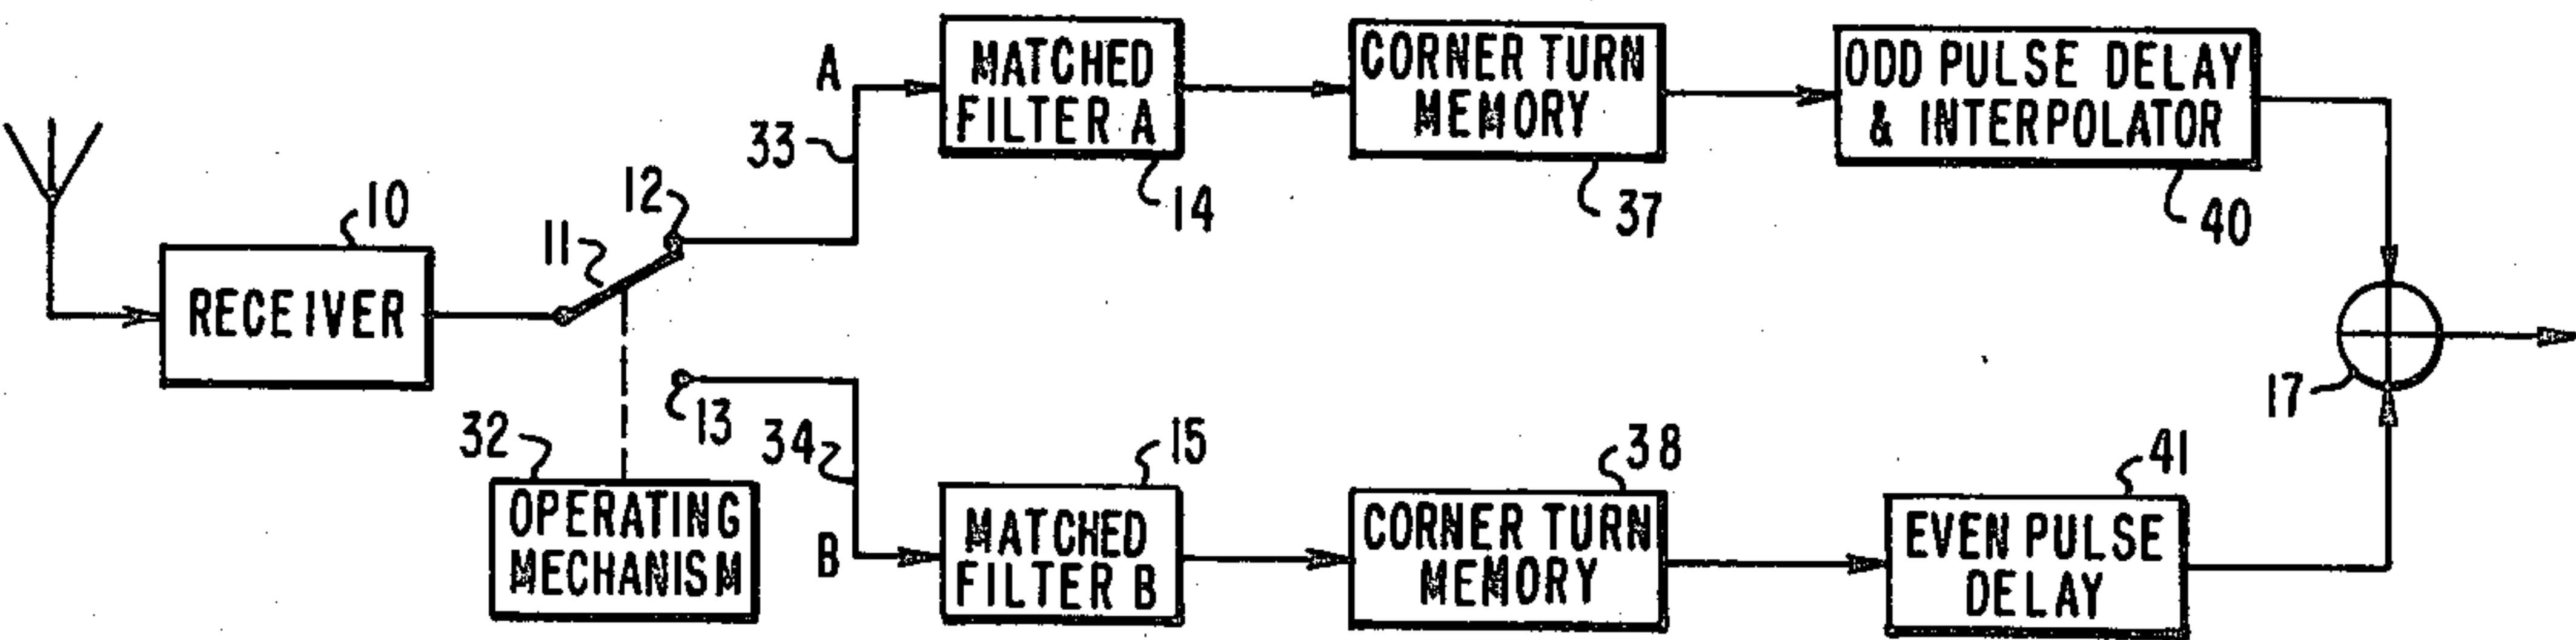 A
MATCHED
FILTER A
14
CORNER TURN
MEMORY
37
ODD PULSE DELAY
& INTERPOLATOR
40
33
12
11
10
RECEIVER
13
32
OPERATING
MECHANISM
34
B
15
MATCHED
FILTER B
38
CORNER TURN
MEMORY
41
EVEN PULSE
DELAY
17